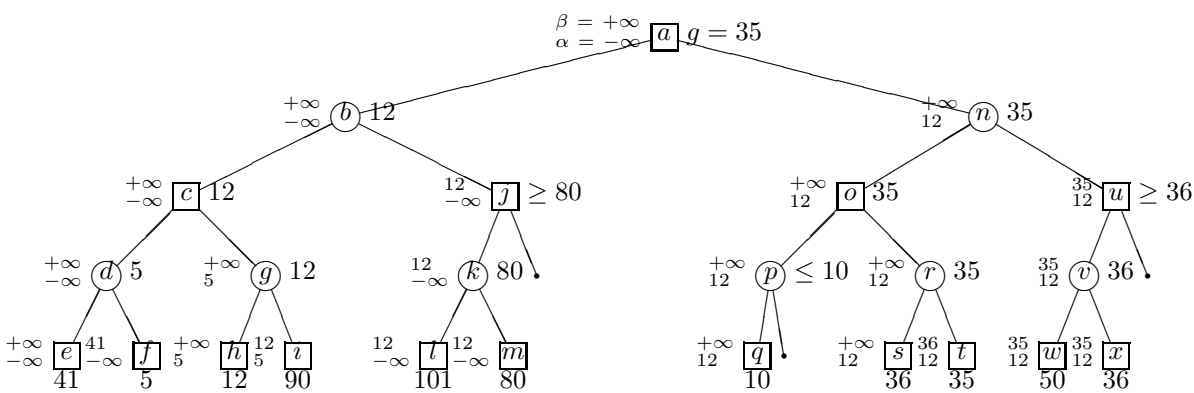 β = +∞
α = −∞ a g = 35
+∞
−∞ b 12
+∞
12 n 35
+∞
−∞ c 12
12
−∞ j ≥ 80
+∞
12 o 35
35
12 u ≥ 36
+∞
−∞ d 5
+∞
5 g 12
12
−∞ k 80
+∞
12 p ≤ 10
+∞
12 r 35
35
12 v 36
+∞
−∞ e
41
−∞ f
+∞
5 h
12
5 ı
12
−∞ l
12
−∞ m
+∞
12 q
+∞
12 s
36
12 t
35
12 w
35
12 x
41 5 12 90 101 80 10 36 35 50 36